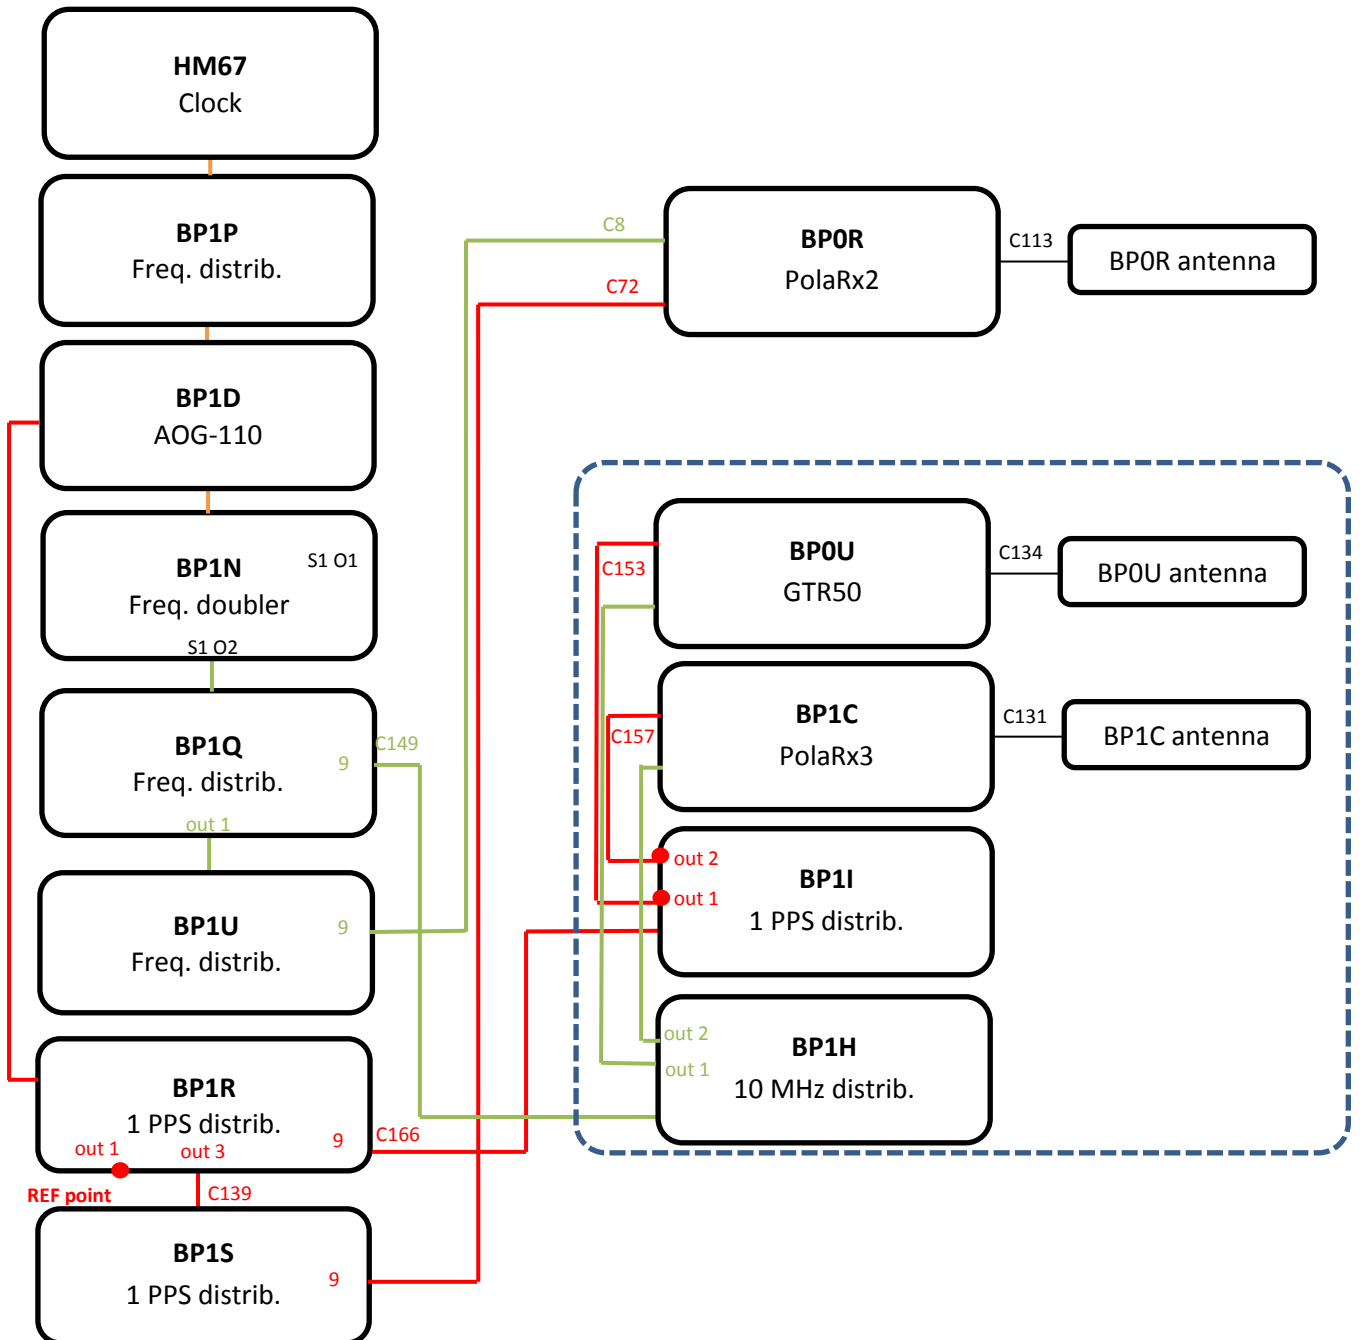 HM67
Clock
BP1P
Freq. distrib.
BP1D
AOG-110
BP1N
S1 O1
Freq. doubler
S1 O2
BP1Q
C149
9
Freq. distrib.
out 1
BP1U
9
Freq. distrib.
BP1R
1 PPS distrib.
9
C166
out 1
out 3
REF point
C139
BP1S
9
1 PPS distrib.
C8
C72
BP0R
PolaRx2
C113
BP0R antenna
BP0U
GTR50
C153
C134
BP0U antenna
BP1C
PolaRx3
C157
C131
BP1C antenna
out 2
BP1I
out 1
1 PPS distrib.
out 2
BP1H
out 1
10 MHz distrib.